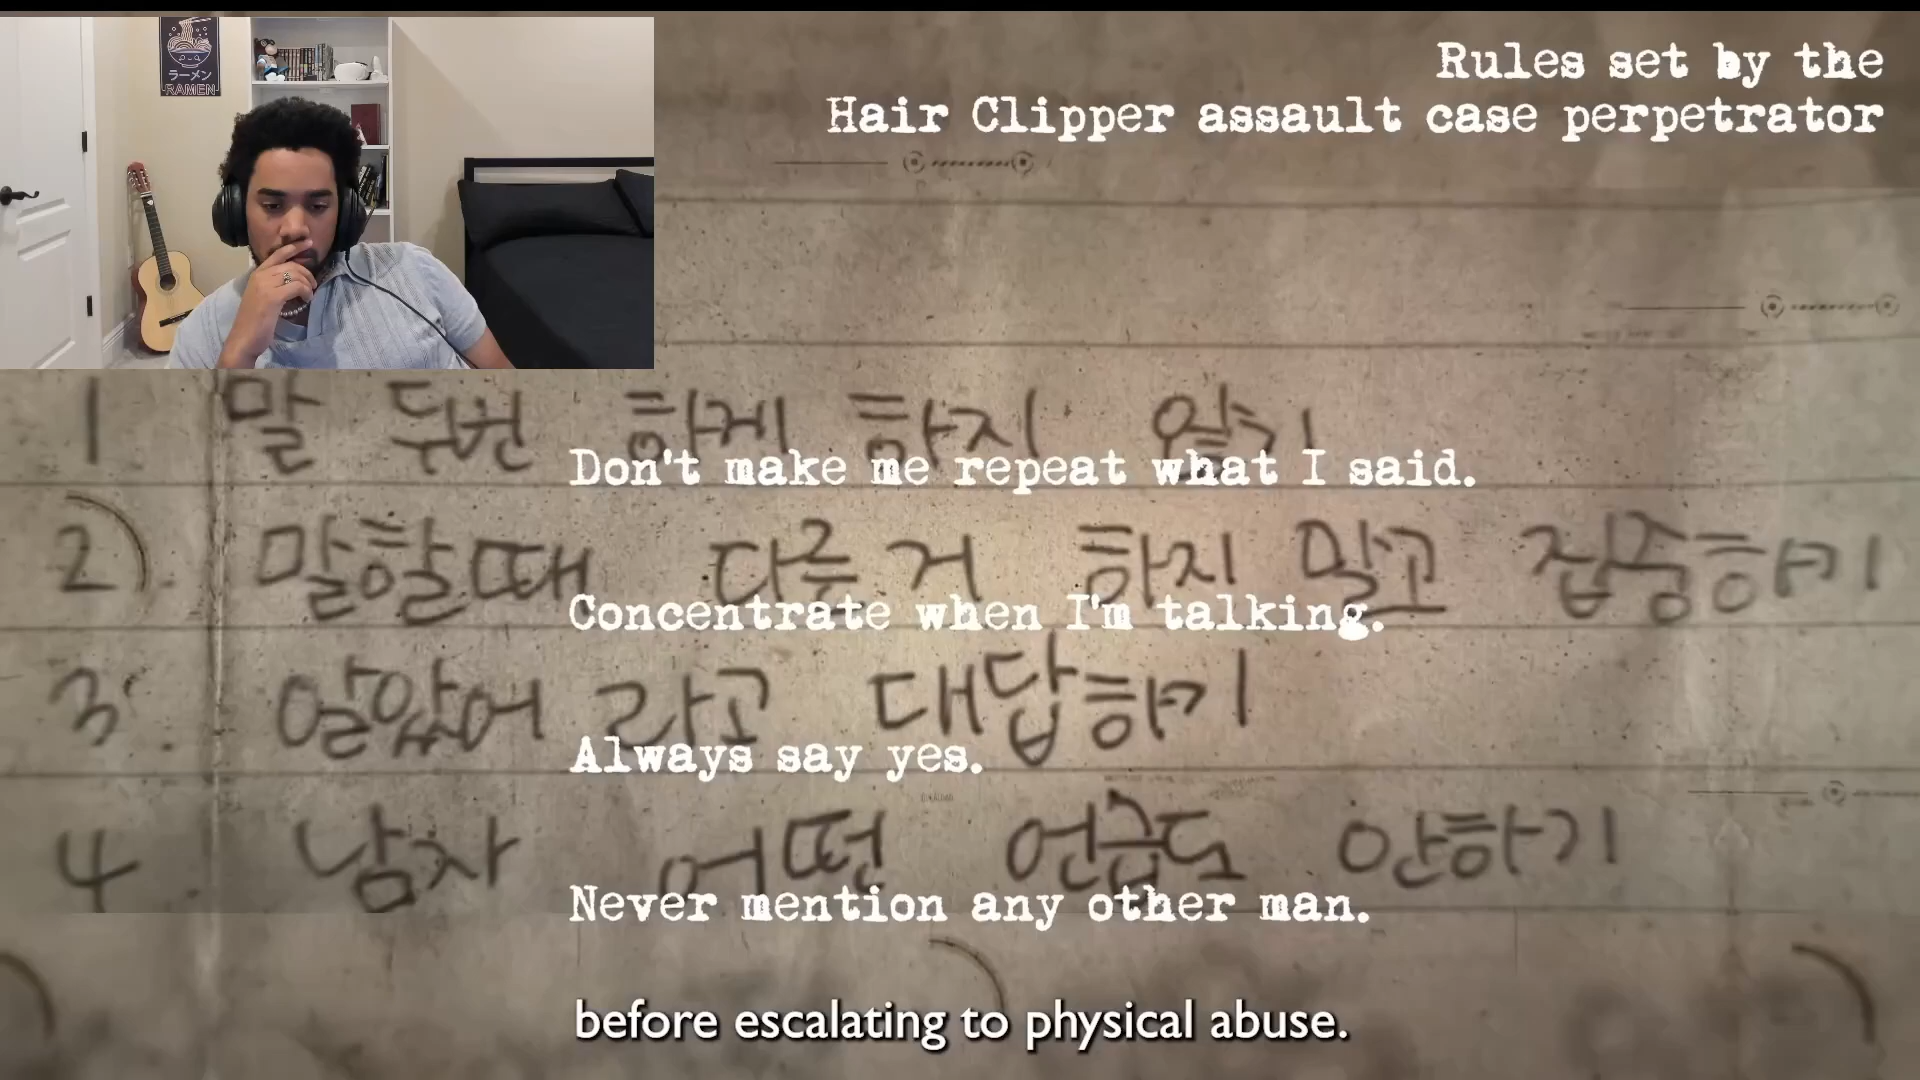 ラーメン
RAMEN
Rules set by the
Hair Clipper assault case perpetrator
1. 말 두번 하게 하지 않기
Don't make me repeat what I said.
2. 말할때 다른거 하지 말고 집중하기
Concentrate when I'm talking.
3. 알았어 라고 대답하기
Always say yes.
4. 남자 어떤 언급도 안하기
Never mention any other man.
before escalating to physical abuse.